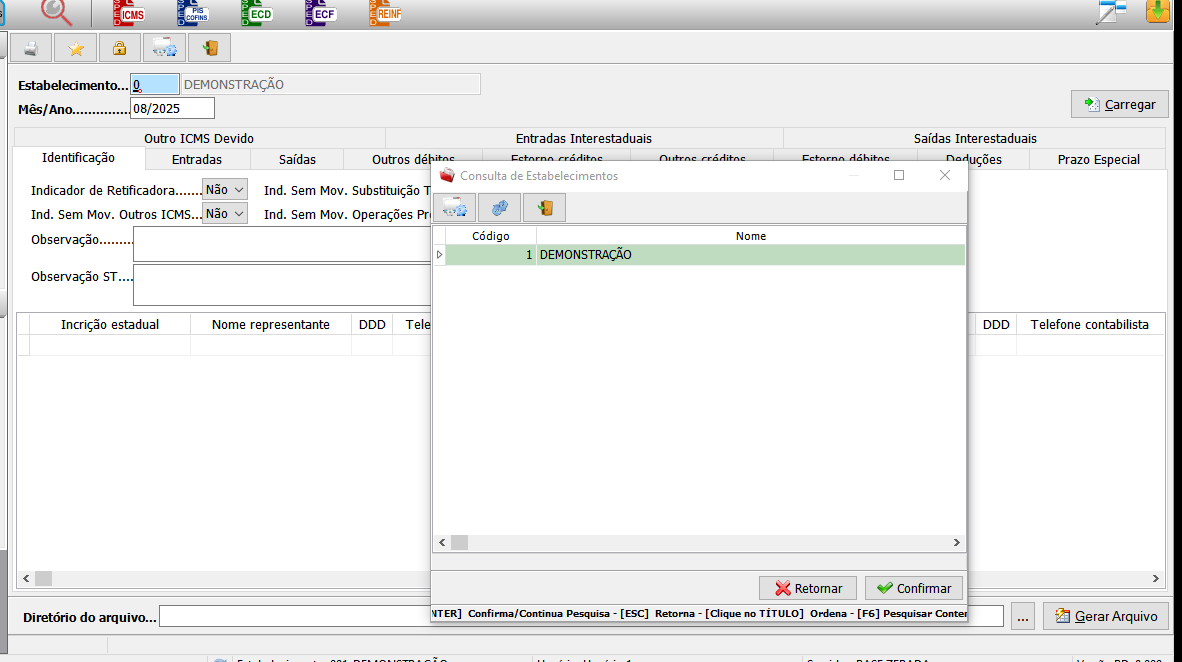 ICMS PIS COFINS ECD ECF REINF
Estabelecimento... 0 DEMONSTRAÇÃO
Mês/Ano............... 08/2025
Carregar
Outro ICMS Devido Entradas Interestaduais Saídas Interestaduais
Identificação Entradas Saídas Outros débitos Estorno créditos Outros créditos Estorno débitos Deduções Prazo Especial
Consulta de Estabelecimentos
Indicador de Retificadora....... Não Ind. Sem Mov. Substituição T
Ind. Sem Mov. Outros ICMS... Não Ind. Sem Mov. Operações Pr
Observação.........
Código Nome
1 DEMONSTRAÇÃO
Observação ST....
Incrição estadual Nome representante DDD Tele DDD Telefone contabilista
Retornar Confirmar
NTER] Confirma/Continua Pesquisa - [ESC] Retorna - [Clique no TÍTULO] Ordena - [F6] Pesquisar Conter
Diretório do arquivo... ... Gerar Arquivo
001-DEMONSTRAÇÃO